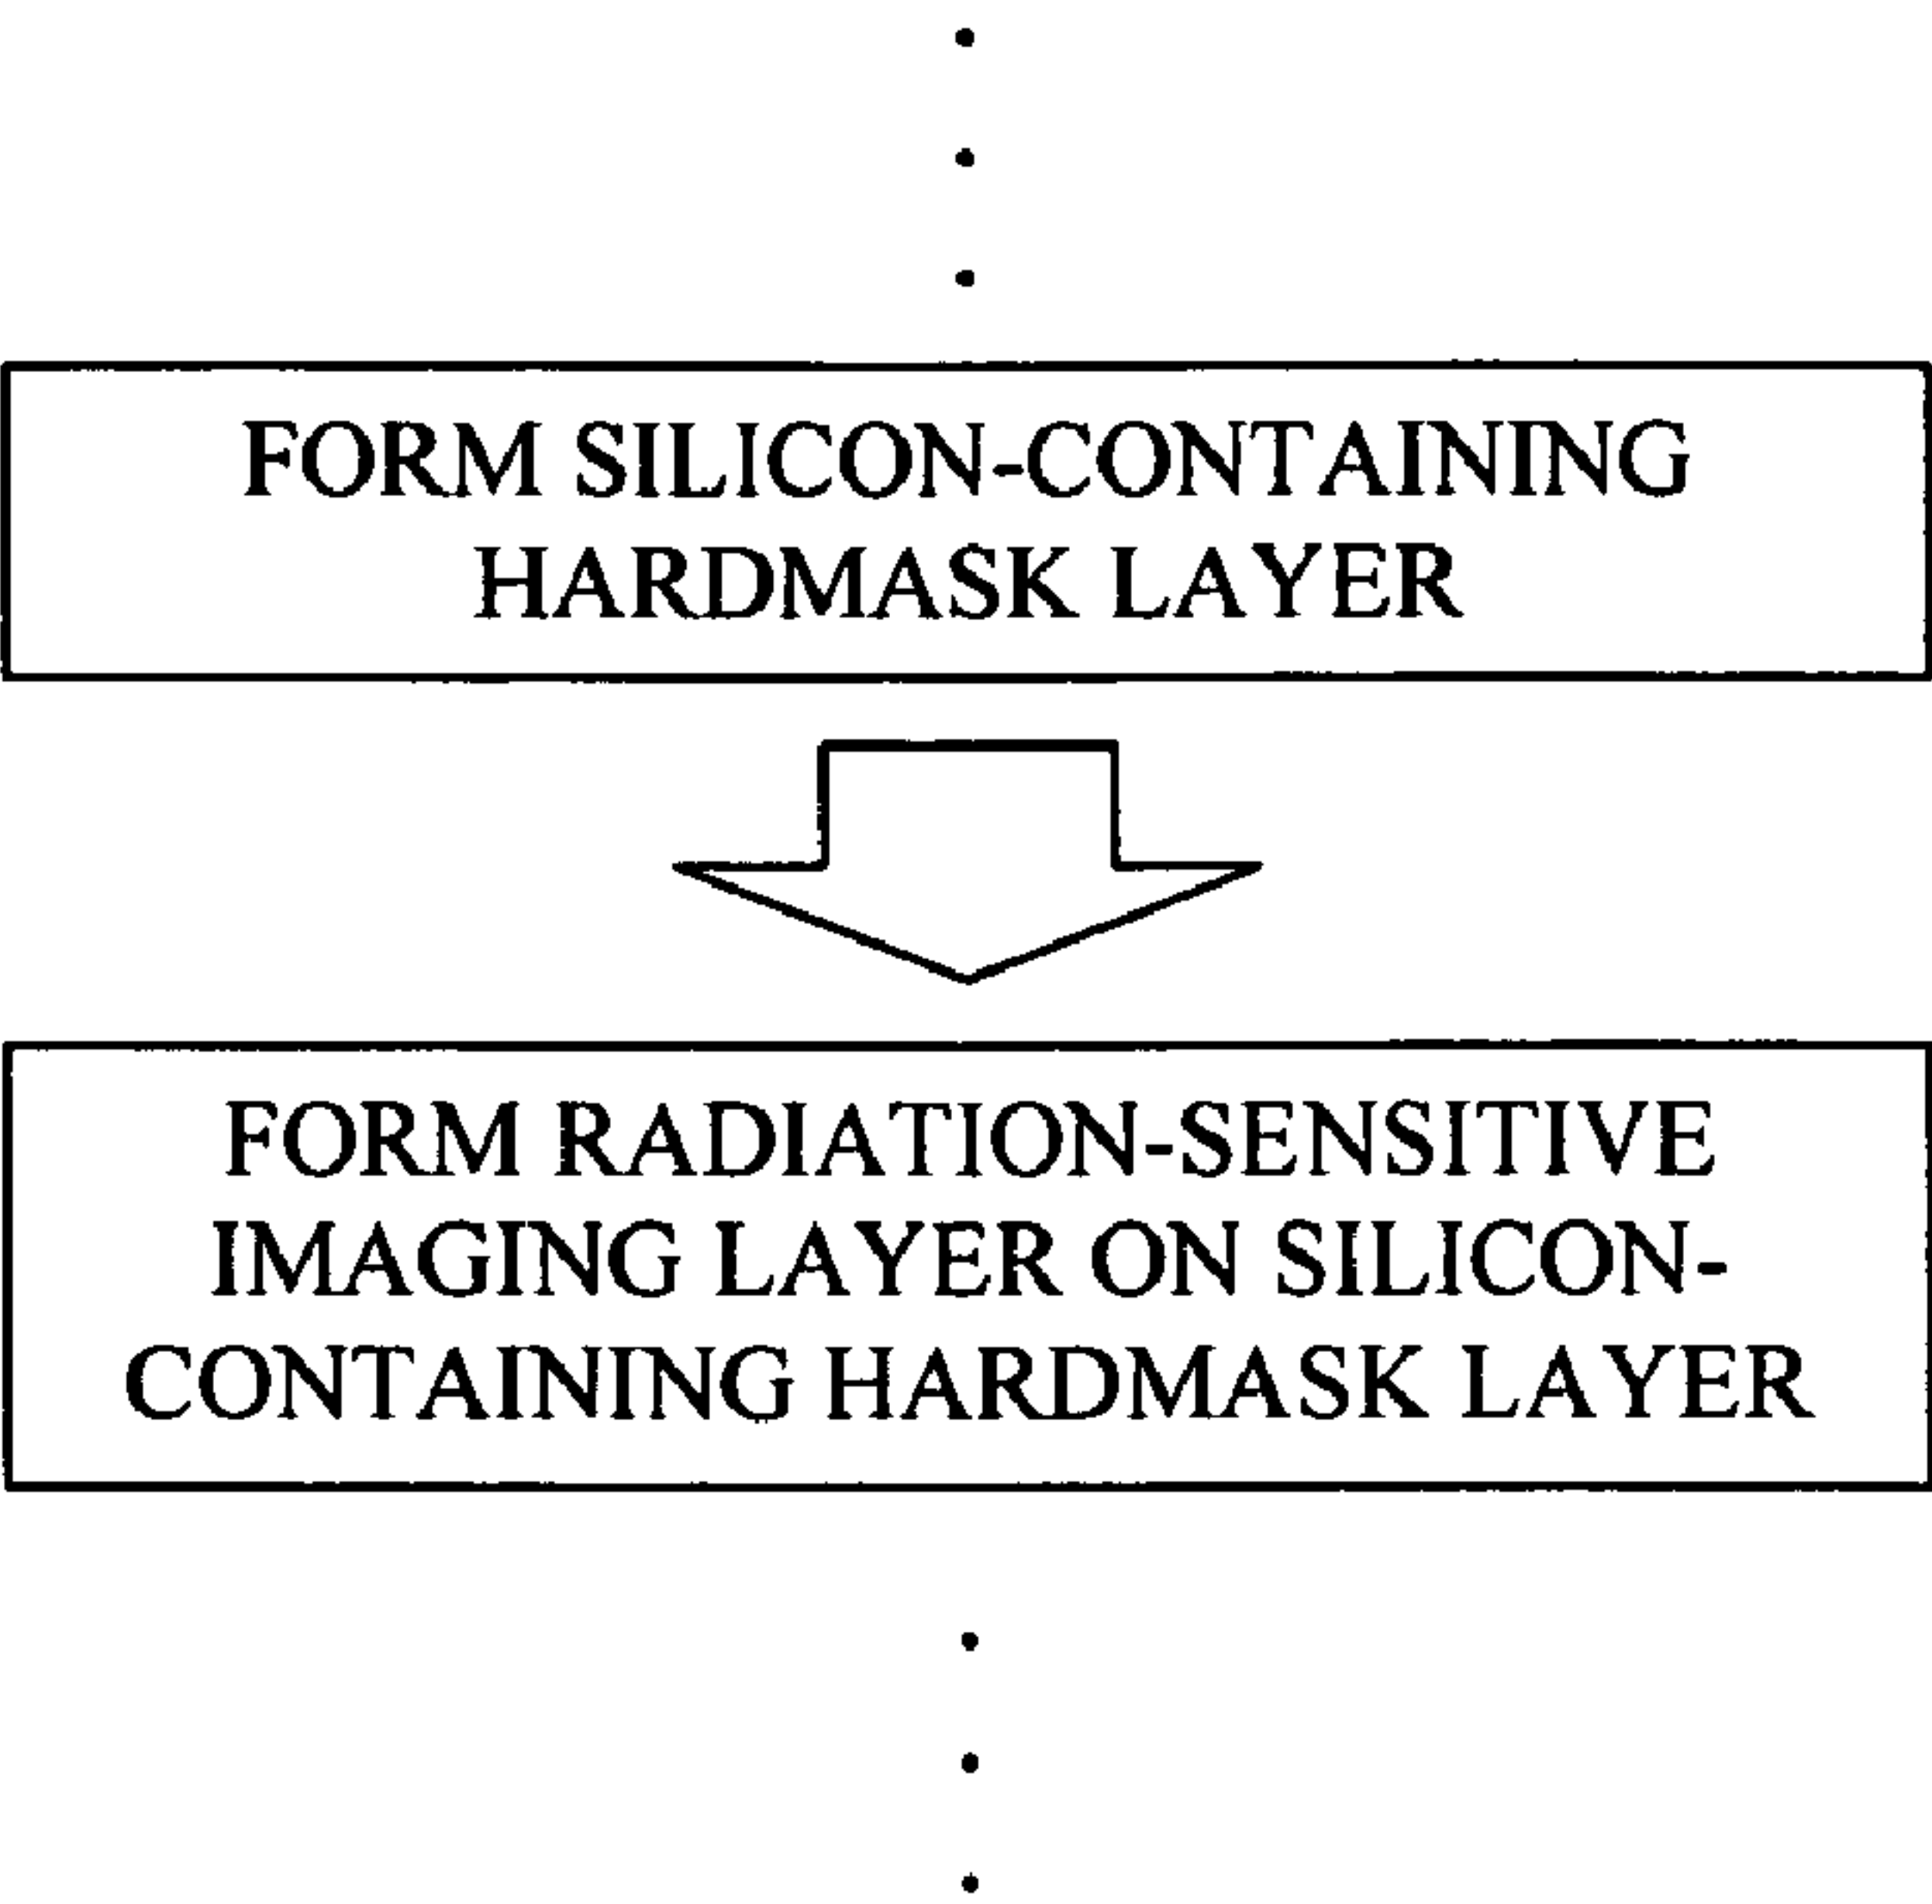 FORM SILICON-CONTAINING
HARDMASK LAYER
FORM RADIATION-SENSITIVE
IMAGING LAYER ON SILICON-
CONTAINING HARDMASK LAYER